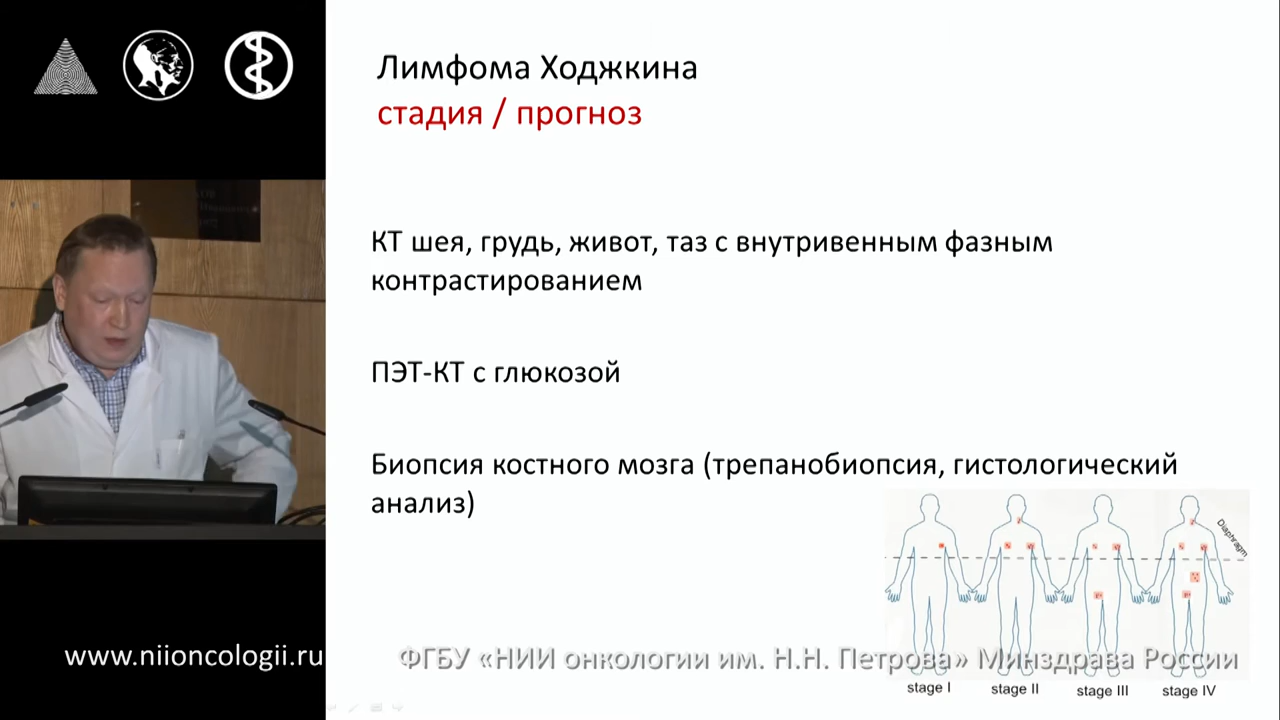 Лимфома Ходжкина
стадия / прогноз
КТ шея, грудь, живот, таз с внутривенным фазным
контрастированием
ПЭТ-КТ с глюкозой
Биопсия костного мозга (трепанобиопсия, гистологический
анализ)
Diaphragm
www.niioncologii.ru
ФГБУ «НИИ онкологии им. Н.Н. Петрова» Минздрава России
stage I
stage II
stage III
stage IV